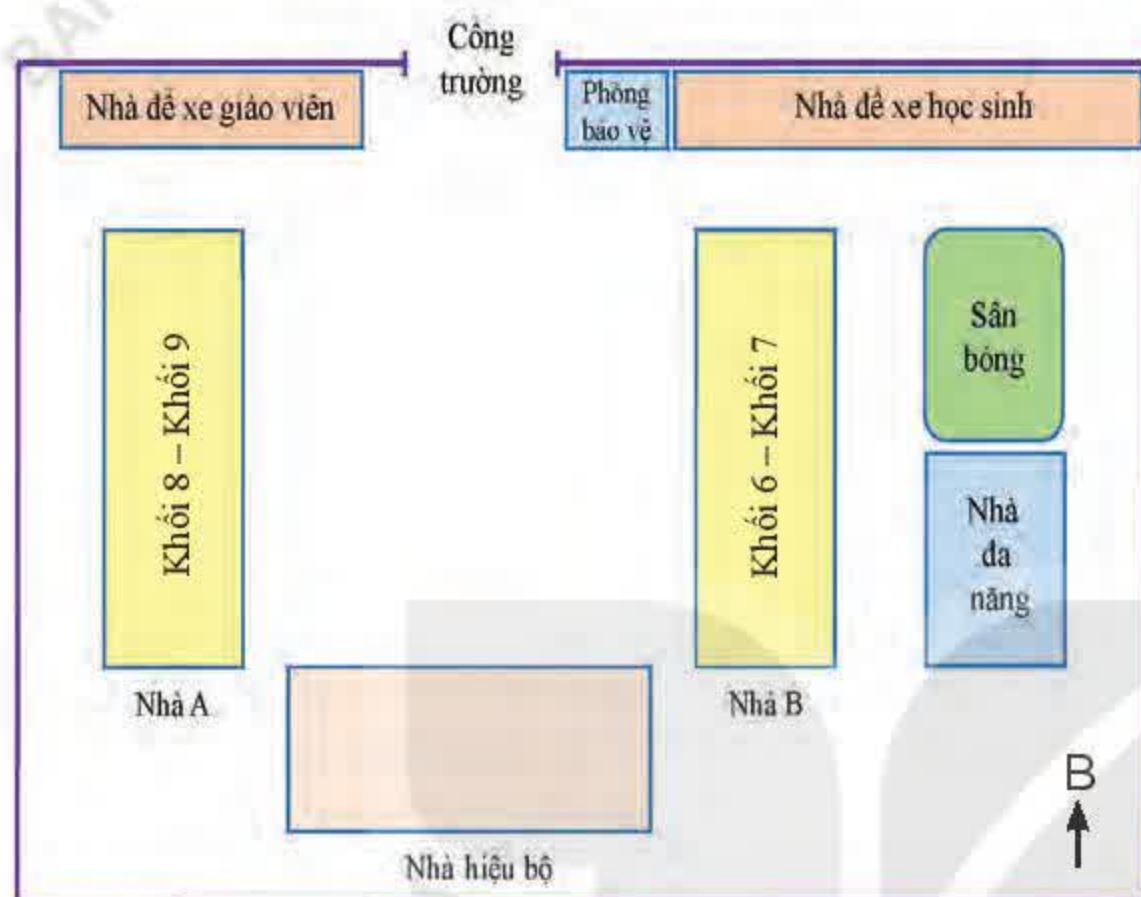 Cổng
trường
Nhà để xe giáo viên
Phòng
bảo vệ
Nhà để xe học sinh
Khối 8 – Khối 9
Khối 6 – Khối 7
Sân
bóng
Nhà
đa
năng
Nhà A
Nhà B
Nhà hiệu bộ
B